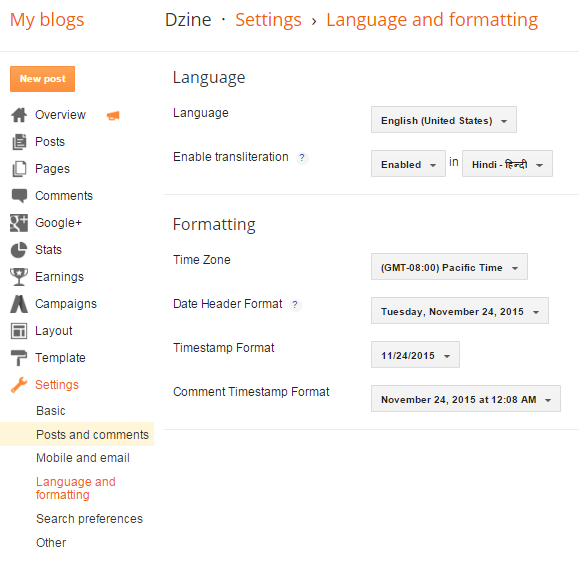 My blogs
Dzine · Settings › Language and formatting
New post
Overview
Posts
Pages
Comments
Google+
Stats
Earnings
Campaigns
Layout
Template
Settings
Basic
Posts and comments
Mobile and email
Language and
formatting
Search preferences
Other
Language
Language English (United States)
Enable transliteration ? Enabled in Hindi - हिन्दी
Formatting
Time Zone (GMT-08:00) Pacific Time
Date Header Format ? Tuesday, November 24, 2015
Timestamp Format 11/24/2015
Comment Timestamp Format November 24, 2015 at 12:08 AM